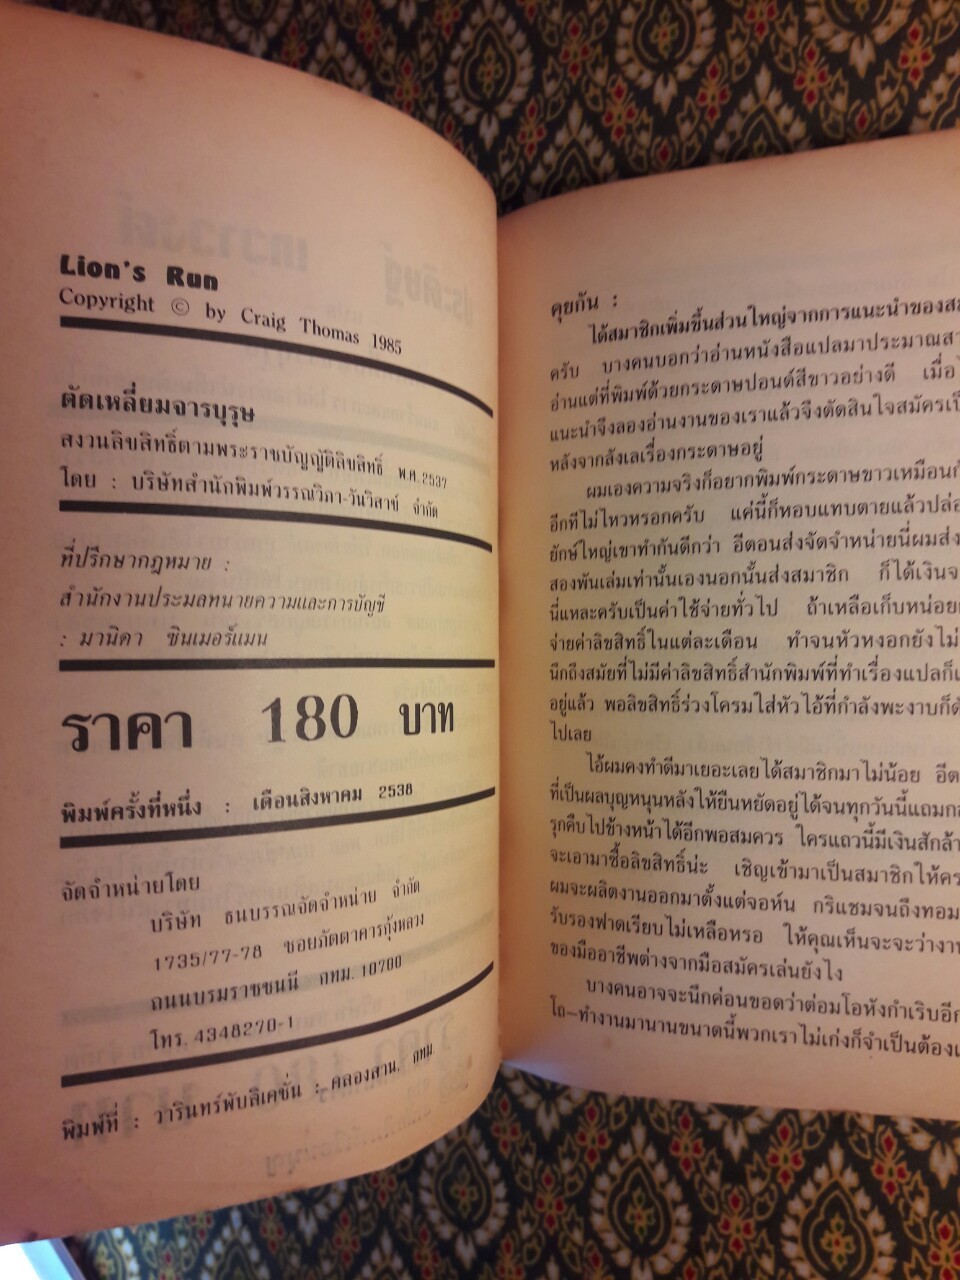 Lion's Run
Copyright © by Craig Thomas 1985
ตัดเหลี่ยมจารบุรุษ
สงวนลิขสิทธิ์ตามพระราชบัญญัติลิขสิทธิ์ พ.ศ.2537
โดย : บริษัทสำนักพิมพ์วรรณวิภา-วันวิสาข์ จำกัด
ที่ปรึกษากฎหมาย :
สำนักงานประมลทนายความและการบัญชี
: มานิดา ซินเมอร์แมน
ราคา 180 บาท
พิมพ์ครั้งที่หนึ่ง : เดือนสิงหาคม 2538
จัดจำหน่ายโดย
บริษัท ธนบรรณจัดจำหน่าย จำกัด
1735/77-78 ซอยภัตตาคารกุ้งหลวง
ถนนบรมราชชนนี กทม. 10700
โทร. 4348270-1
พิมพ์ที่ : วารินทร์พับลิเคชั่น : คลองสาน, กทม.
คุยกัน :
ได้สมาชิกเพิ่มขึ้นส่วนใหญ่จากการแนะนำของ
ครับ บางคนบอกว่าอ่านหนังสือแปลมาประมาณ
อ่านแต่ที่พิมพ์ด้วยกระดาษปอนด์สีขาวอย่างดี เมื่อ
แนะนำจึงลองอ่านงานของเราแล้วจึงตัดสินใจสมัคร
หลังจากลังเลเรื่องกระดาษอยู่
ผมเองความจริงก็อยากพิมพ์กระดาษขาวเหมือน
อีกทีไม่ไหวหรอกครับ แค่นี้ก็หอบแทบตายแล้ว
ยักษ์ใหญ่เขาทำกันดีกว่า อีตอนส่งจัดจำหน่ายนี่ผมส่ง
สองพันเล่มเท่านั้นเองนอกนั้นส่งสมาชิก ก็ได้เงิน
นี่แหละครับเป็นค่าใช้จ่ายทั่วไป ถ้าเหลือเก็บหน่อย
จ่ายค่าลิขสิทธิ์ในแต่ละเดือน ทำจนหัวหงอกยังไม่
นึกถึงสมัยที่ไม่มีค่าลิขสิทธิ์สำนักพิมพ์ที่ทำเรื่องแปลก็
อยู่แล้ว พอลิขสิทธิ์ร่วงโครมใส่หัวไอ้ที่กำลังพะงาบก็
ไปเลย
ไอ้ผมคงทำดีมาเยอะเลยได้สมาชิกมาไม่น้อย
ที่เป็นผลบุญหนุนหลังให้ยืนหยัดอยู่ได้จนทุกวันนี้แถม
รุกคืบไปข้างหน้าได้อีกพอสมควร ใครแถวนี้มีเงินสัก
จะเอามาซื้อลิขสิทธิ์น่ะ เชิญเข้ามาเป็นสมาชิกให้
ผมจะผลิตงานออกมาตั้งแต่จอห์น กริแชมจนถึง
รับรองฟาดเรียบไม่เหลือหรอ ให้คุณเห็นจะจะว่างาน
ของมืออาชีพต่างจากมือสมัครเล่นยังไง
บางคนอาจจะนึกค่อนขอดว่าต่อมโอหังกำเริบอีก
โถ-ทำงานมานานขนาดนี้พวกเราไม่เก่งก็จำเป็นต้อง